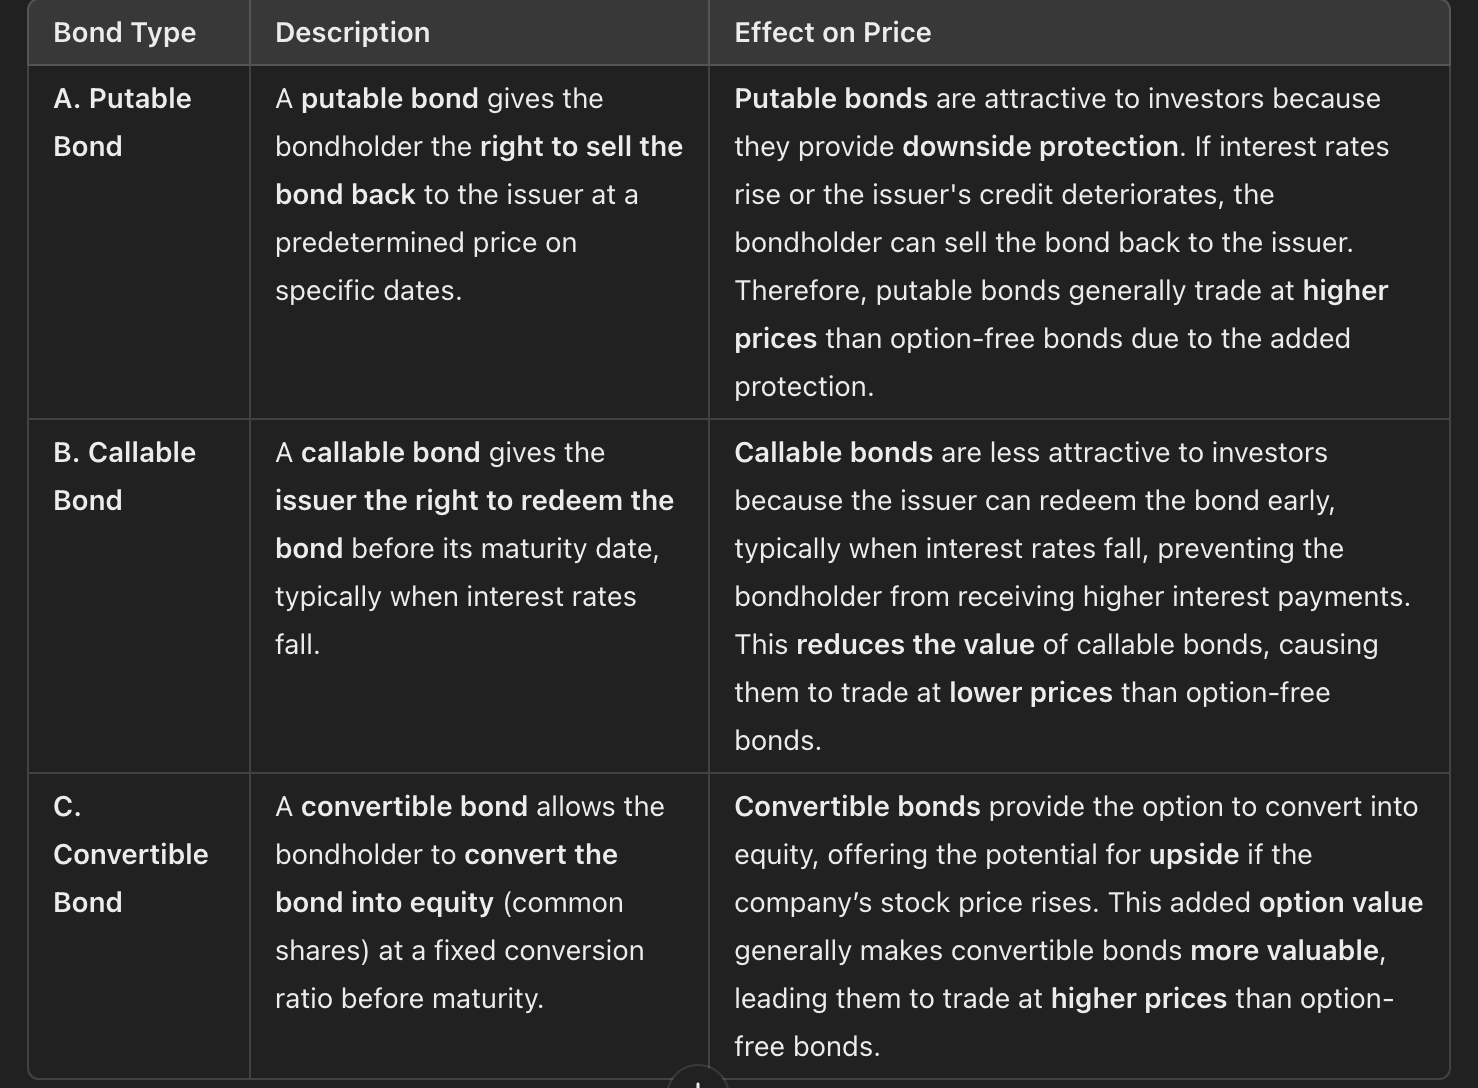 Bond Type
Description
Effect on Price
A. Putable
Bond
A putable bond gives the
bondholder the right to sell the
bond back to the issuer at a
predetermined price on
specific dates.
Putable bonds are attractive to investors because
they provide downside protection. If interest rates
rise or the issuer's credit deteriorates, the
bondholder can sell the bond back to the issuer.
Therefore, putable bonds generally trade at higher
prices than option-free bonds due to the added
protection.
B. Callable
Bond
A callable bond gives the
issuer the right to redeem the
bond before its maturity date,
typically when interest rates
fall.
Callable bonds are less attractive to investors
because the issuer can redeem the bond early,
typically when interest rates fall, preventing the
bondholder from receiving higher interest payments.
This reduces the value of callable bonds, causing
them to trade at lower prices than option-free
bonds.
C.
Convertible
Bond
A convertible bond allows the
bondholder to convert the
bond into equity (common
shares) at a fixed conversion
ratio before maturity.
Convertible bonds provide the option to convert into
equity, offering the potential for upside if the
company’s stock price rises. This added option value
generally makes convertible bonds more valuable,
leading them to trade at higher prices than option-
free bonds.